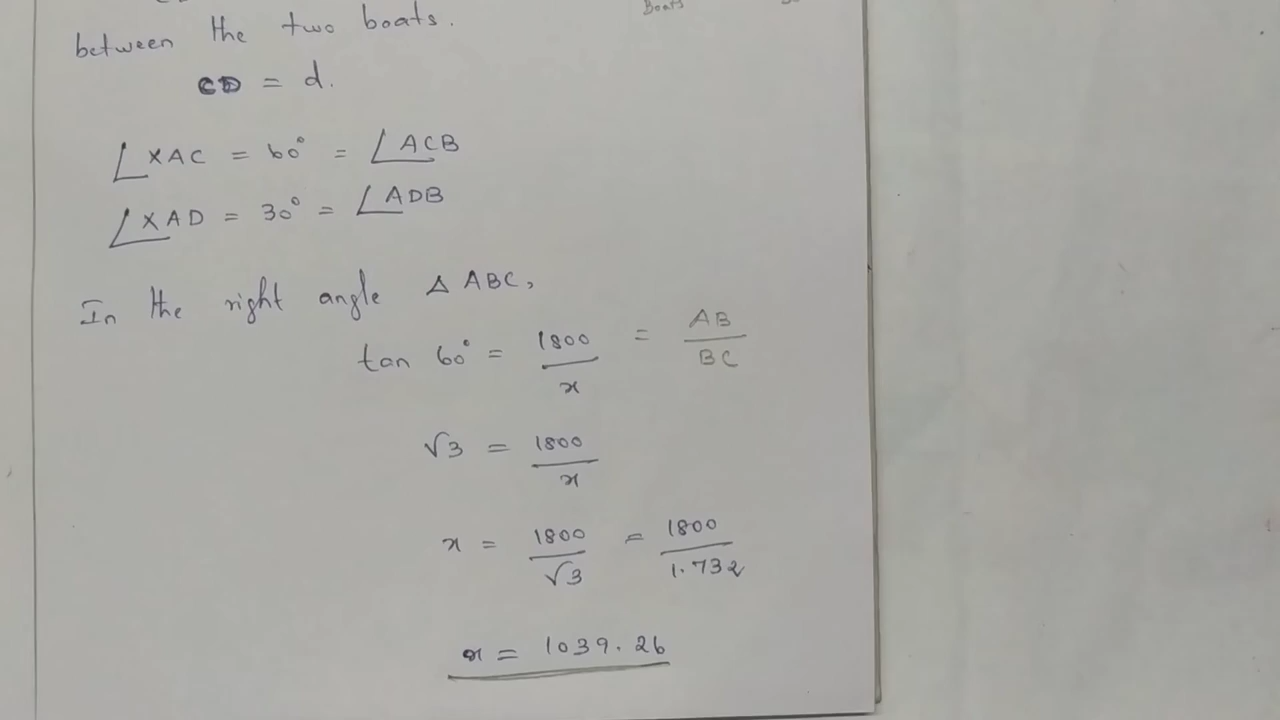 Boats
between the two boats.
CD = d.
∠XAC = 60° = ∠ACB
∠XAD = 30° = ∠ADB
In the right angle △ ABC,
tan 60° = 1800/x = AB/BC
√3 = 1800/x
x = 1800/√3 = 1800/1.732
x = 1039.26